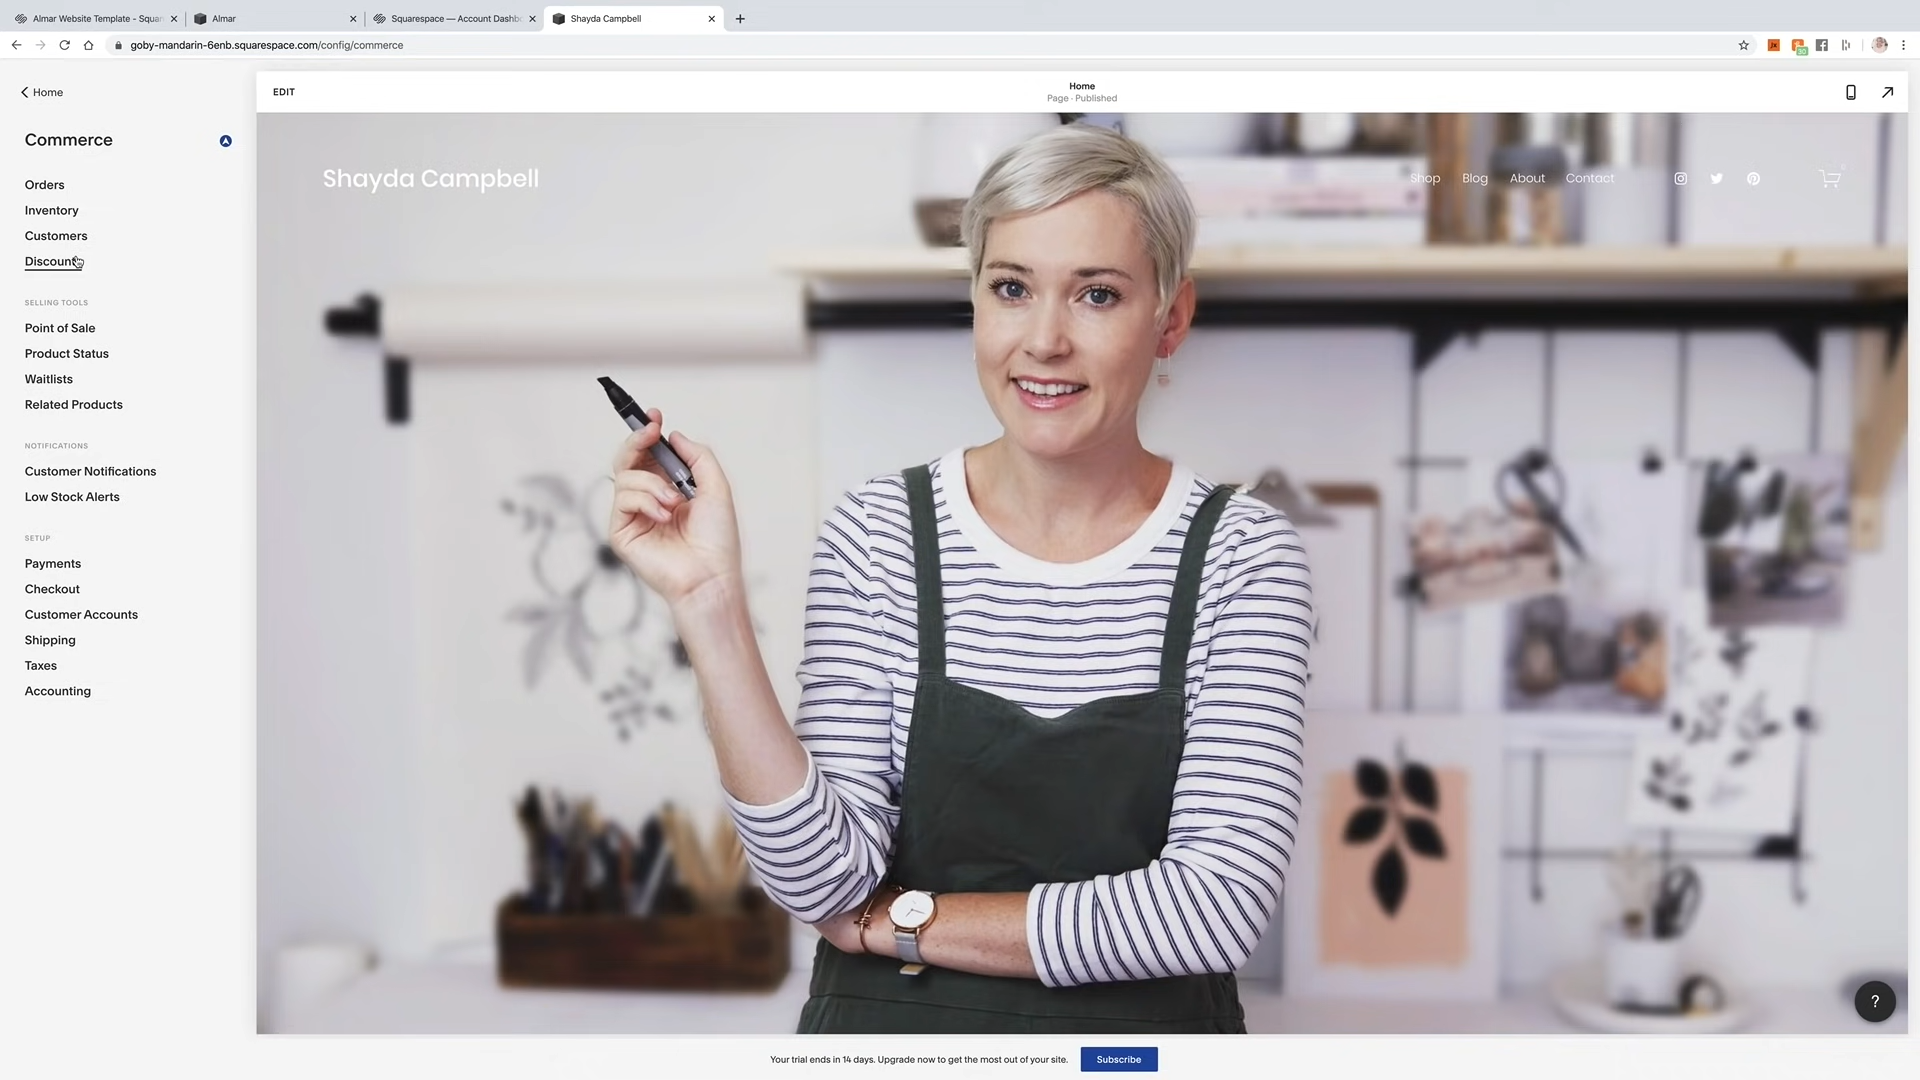 Almar Website Template - Squar
Almar
Squarespace — Account Dashbo
Shayda Campbell
goby-mandarin-6enb.squarespace.com/config/commerce
Home
Commerce
Orders
Inventory
Customers
Discounts
SELLING TOOLS
Point of Sale
Product Status
Waitlists
Related Products
NOTIFICATIONS
Customer Notifications
Low Stock Alerts
SETUP
Payments
Checkout
Customer Accounts
Shipping
Taxes
Accounting
EDIT
Home
Page · Published
Shayda Campbell
Shop Blog About Contact
?
Your trial ends in 14 days. Upgrade now to get the most out of your site.
Subscribe